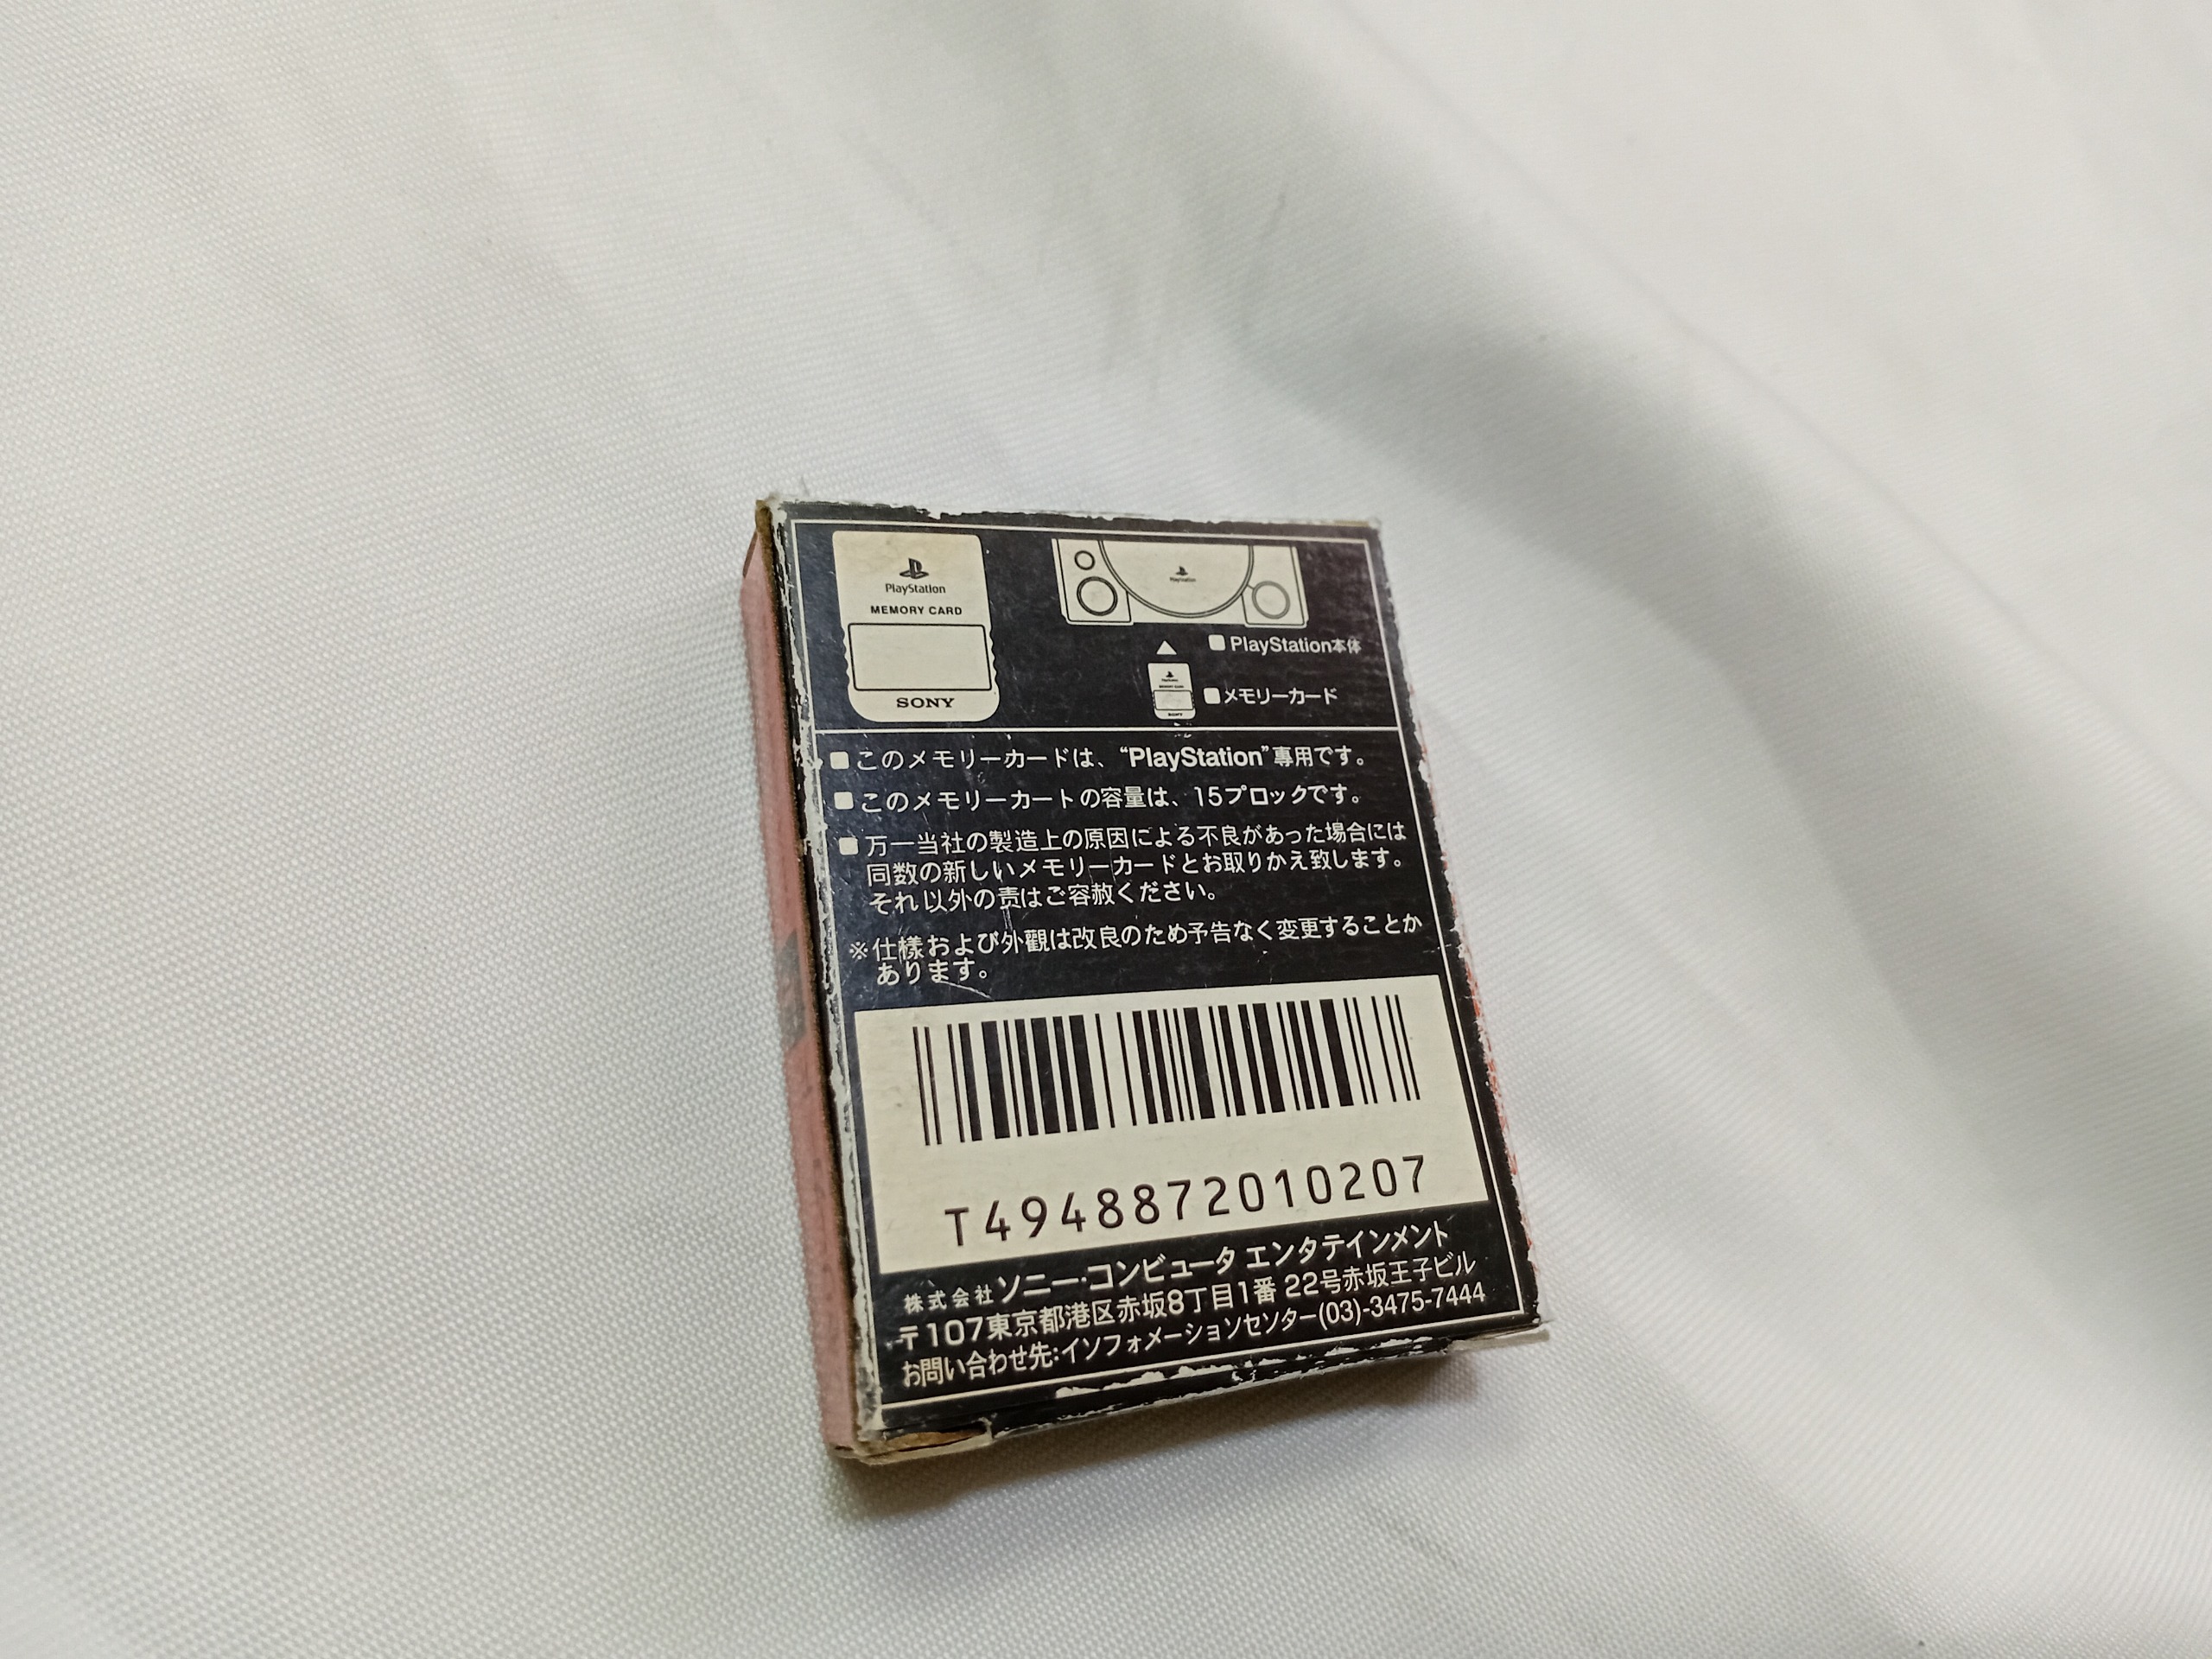 PlayStation
MEMORY CARD
SONY
PlayStation
PlayStation本体
メモリーカード
SONY
■このメモリーカードは、“PlayStation”専用です。
■このメモリーカートの容量は、15プロックです。
■万一当社の製造上の原因による不良があった場合には
同数の新しいメモリーカードとお取りかえ致します。
それ以外の責はご容赦ください。
※仕様および外觀は改良のため予告なく変更することか
あります。
T4948872010207
株式会社ソニー・コンピュータ エンタテインメント
〒107東京都港区赤坂8丁目1番 22号赤坂王子ビル
お問い合わせ先:イソフォメーションセソター(03)-3475-7444